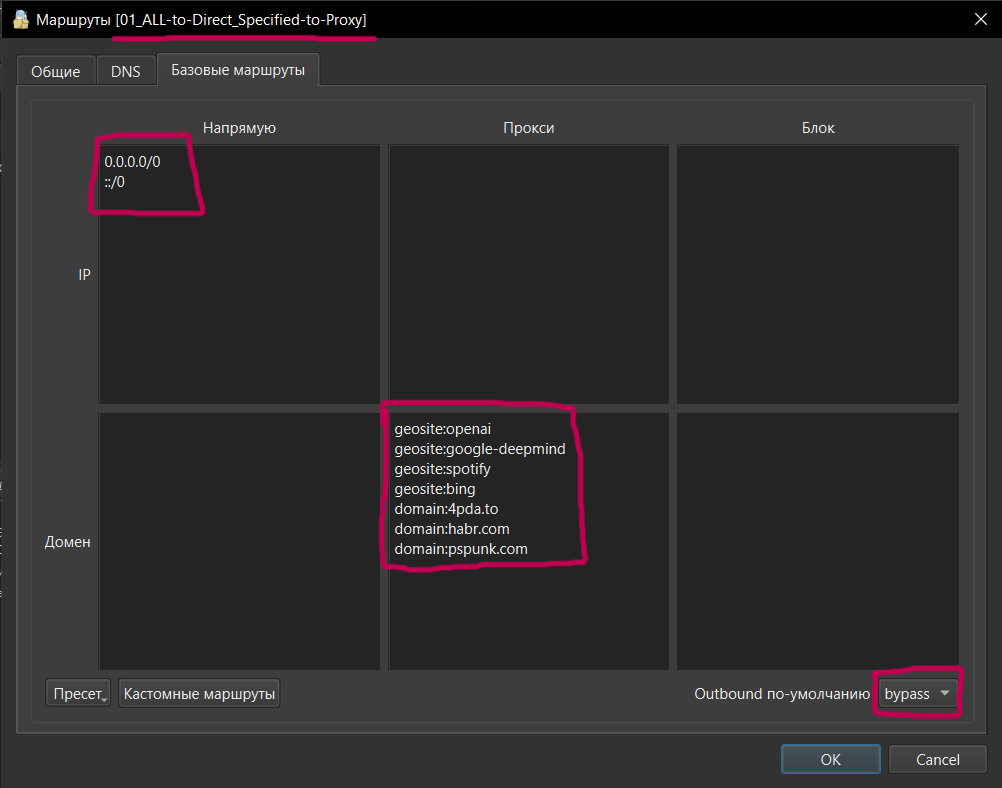 Маршруты [01_ALL-to-Direct_Specified-to-Proxy]
Общие
DNS
Базовые маршруты
Напрямую
Прокси
Блок
IP
0.0.0.0/0
::/0
Домен
geosite:openai
geosite:google-deepmind
geosite:spotify
geosite:bing
domain:4pda.to
domain:habr.com
domain:pspunk.com
Пресет
Кастомные маршруты
Outbound по-умолчанию
bypass
OK
Cancel